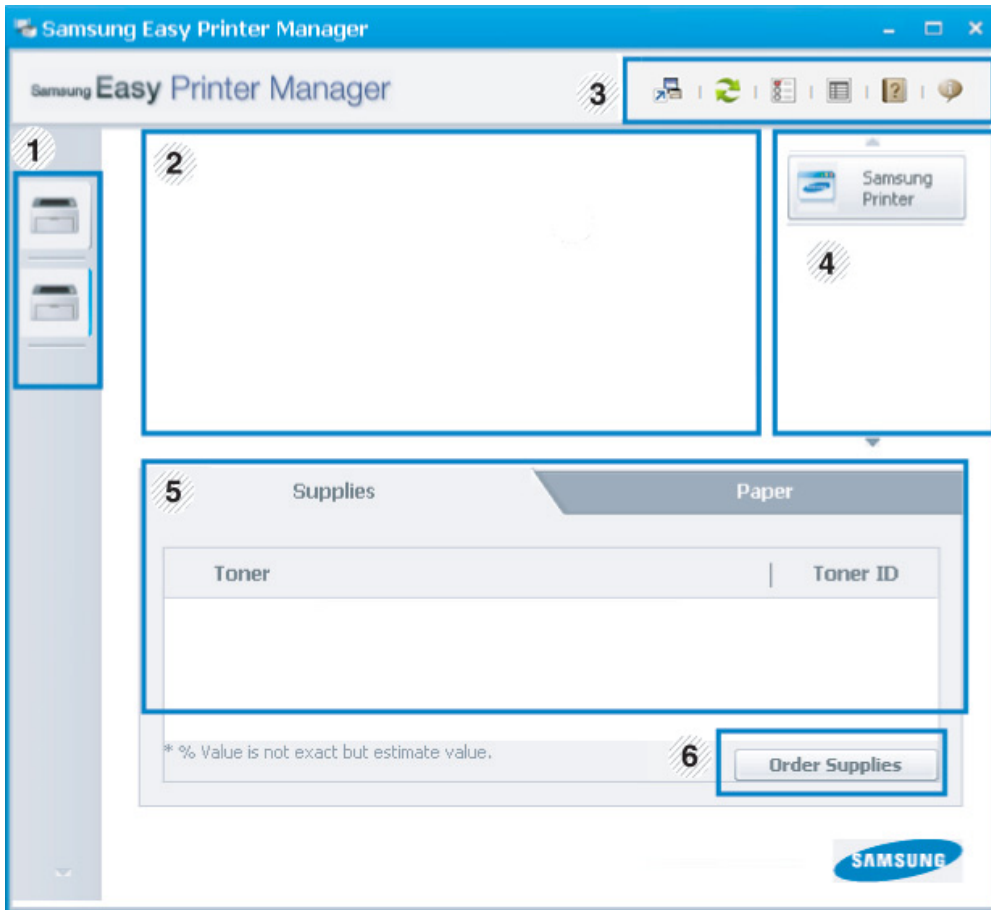 Samsung Easy Printer Manager
Samsung Easy Printer Manager
3
1
2
Samsung
Printer
4
5
Supplies
Paper
Toner
Toner ID
* % Value is not exact but estimate value.
6
Order Supplies
SAMSUNG